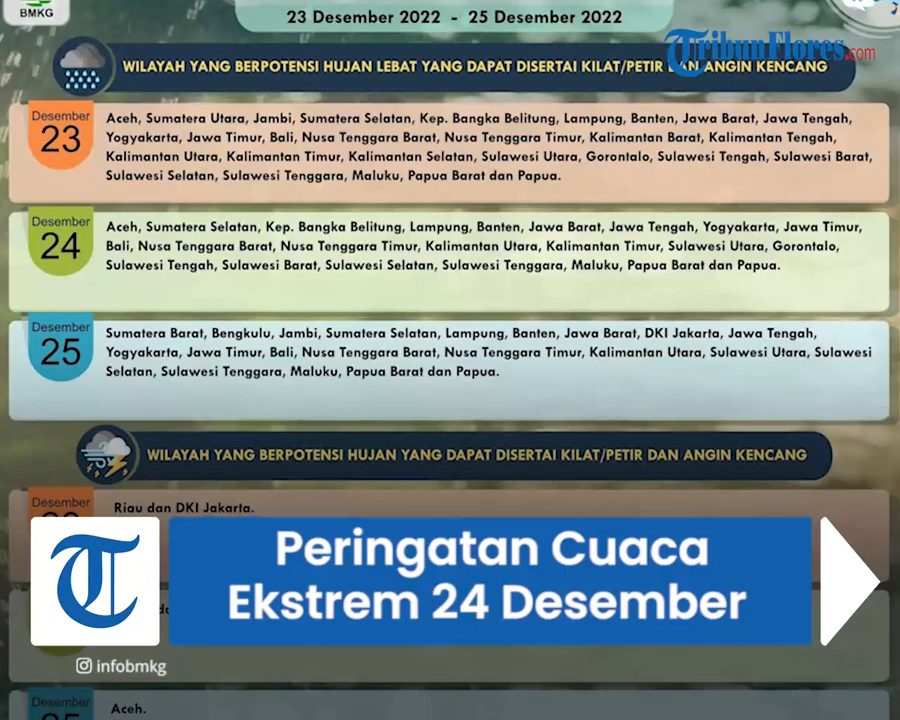 BMKG
23 Desember 2022 - 25 Desember 2022
TribunFlores.com
WILAYAH YANG BERPOTENSI HUJAN LEBAT YANG DAPAT DISERTAI KILAT/PETIR DAN ANGIN KENCANG
Desember
23
Aceh, Sumatera Utara, Jambi, Sumatera Selatan, Kep. Bangka Belitung, Lampung, Banten, Jawa Barat, Jawa Tengah,
Yogyakarta, Jawa Timur, Bali, Nusa Tenggara Barat, Nusa Tenggara Timur, Kalimantan Barat, Kalimantan Tengah,
Kalimantan Utara, Kalimantan Timur, Kalimantan Selatan, Sulawesi Utara, Gorontalo, Sulawesi Tengah, Sulawesi Barat,
Sulawesi Selatan, Sulawesi Tenggara, Maluku, Papua Barat dan Papua.
Desember
24
Aceh, Sumatera Selatan, Kep. Bangka Belitung, Lampung, Banten, Jawa Barat, Jawa Tengah, Yogyakarta, Jawa Timur,
Bali, Nusa Tenggara Barat, Nusa Tenggara Timur, Kalimantan Utara, Kalimantan Timur, Sulawesi Utara, Gorontalo,
Sulawesi Tengah, Sulawesi Barat, Sulawesi Selatan, Sulawesi Tenggara, Maluku, Papua Barat dan Papua.
Desember
25
Sumatera Barat, Bengkulu, Jambi, Sumatera Selatan, Lampung, Banten, Jawa Barat, DKI Jakarta, Jawa Tengah,
Yogyakarta, Jawa Timur, Bali, Nusa Tenggara Barat, Nusa Tenggara Timur, Kalimantan Utara, Sulawesi Utara, Sulawesi
Selatan, Sulawesi Tenggara, Maluku, Papua Barat dan Papua.
WILAYAH YANG BERPOTENSI HUJAN YANG DAPAT DISERTAI KILAT/PETIR DAN ANGIN KENCANG
Desember
Riau dan DKI Jakarta.
T
Peringatan Cuaca
Ekstrem 24 Desember
infobmkg
Desember
Aceh.